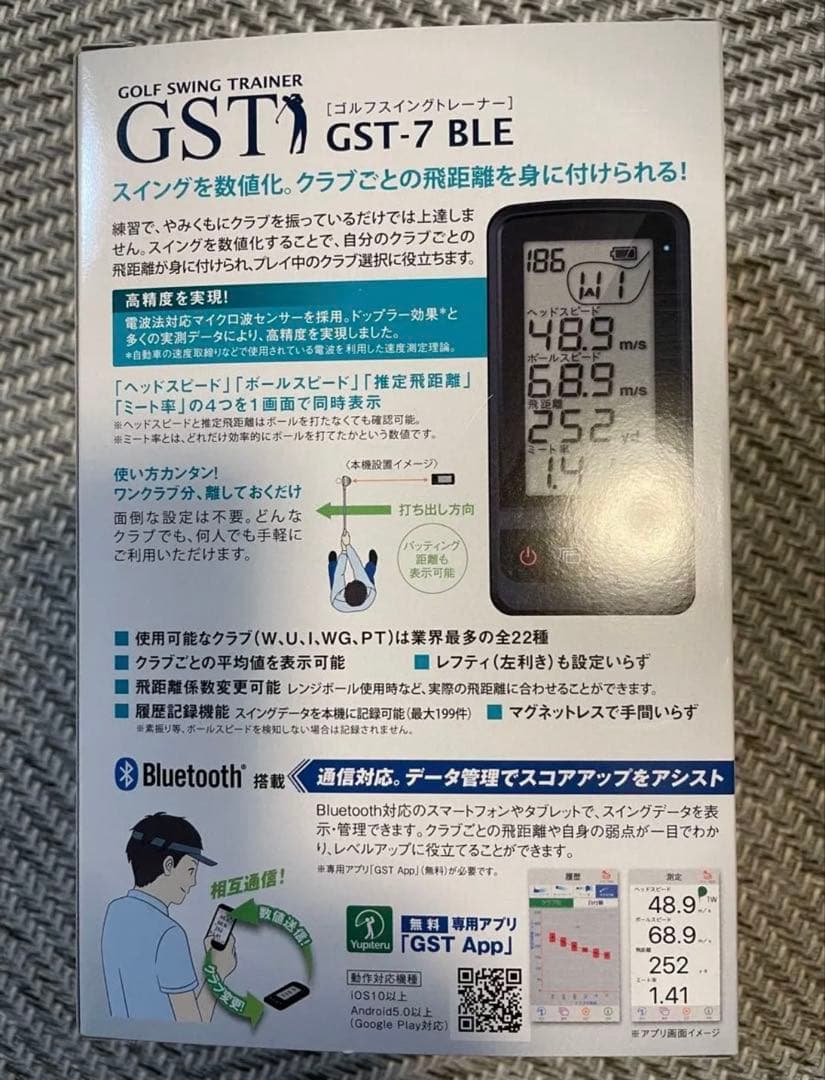 GOLF SWING TRAINER
GST
[ゴルフスイングトレーナー]
GST-7 BLE
スイングを数値化。クラブごとの飛距離を身に付けられる!
練習で、やみくもにクラブを振っているだけでは上達しま
せん。スイングを数値化することで、自分のクラブごとの
飛距離が身に付けられ、プレイ中のクラブ選択に役立ちます。
高精度を実現!
電波法対応マイクロ波センサーを採用。ドップラー効果*と
多くの実測データにより、高精度を実現しました。
*自動車の速度取締りなどで使用されている電波を利用した速度測定理論。
「ヘッドスピード」「ボールスピード」「推定飛距離」
「ミート率」の4つを1画面で同時表示
※ヘッドスピードと推定飛距離はボールを打たなくても確認可能。
※ミート率とは、どれだけ効率的にボールを打てたかという数値です。
186
W1
ヘッドスピード
48.9 m/s
ボールスピード
68.9 m/s
飛距離
252 yd
ミート率
1.4
使い方カンタン!
ワンクラブ分、離しておくだけ
面倒な設定は不要。どんな
クラブでも、何人でも手軽に
ご利用いただけます。
〈本機設置イメージ〉
打ち出し方向
パッティング
距離も
表示可能
■ 使用可能なクラブ(W、U、I、WG、PT)は業界最多の全22種
■ クラブごとの平均値を表示可能 ■ レフティ(左利き)も設定いらず
■ 飛距離係数変更可能 レンジボール使用時など、実際の飛距離に合わせることができます。
■ 履歴記録機能 スイングデータを本機に記録可能(最大199件) ■ マグネットレスで手間いらず
※素振り等、ボールスピードを検知しない場合は記録されません。
Bluetooth® 搭載
通信対応。データ管理でスコアアップをアシスト
Bluetooth対応のスマートフォンやタブレットで、スイングデータを表
示・管理できます。クラブごとの飛距離や自身の弱点が一目でわか
り、レベルアップに役立てることができます。
※専用アプリ「GST App」(無料)が必要です。
相互通信!
数値送信!
クラブ変更!
Yupiteru
無料 専用アプリ
「GST App」
動作対応機種
iOS10以上
Android5.0以上
(Google Play対応)
履歴
測定
ヘッドスピード
1W
48.9 m/s
ボールスピード
68.9 m/s
飛距離
252
ミート率
1.41
※アプリ画面イメージ